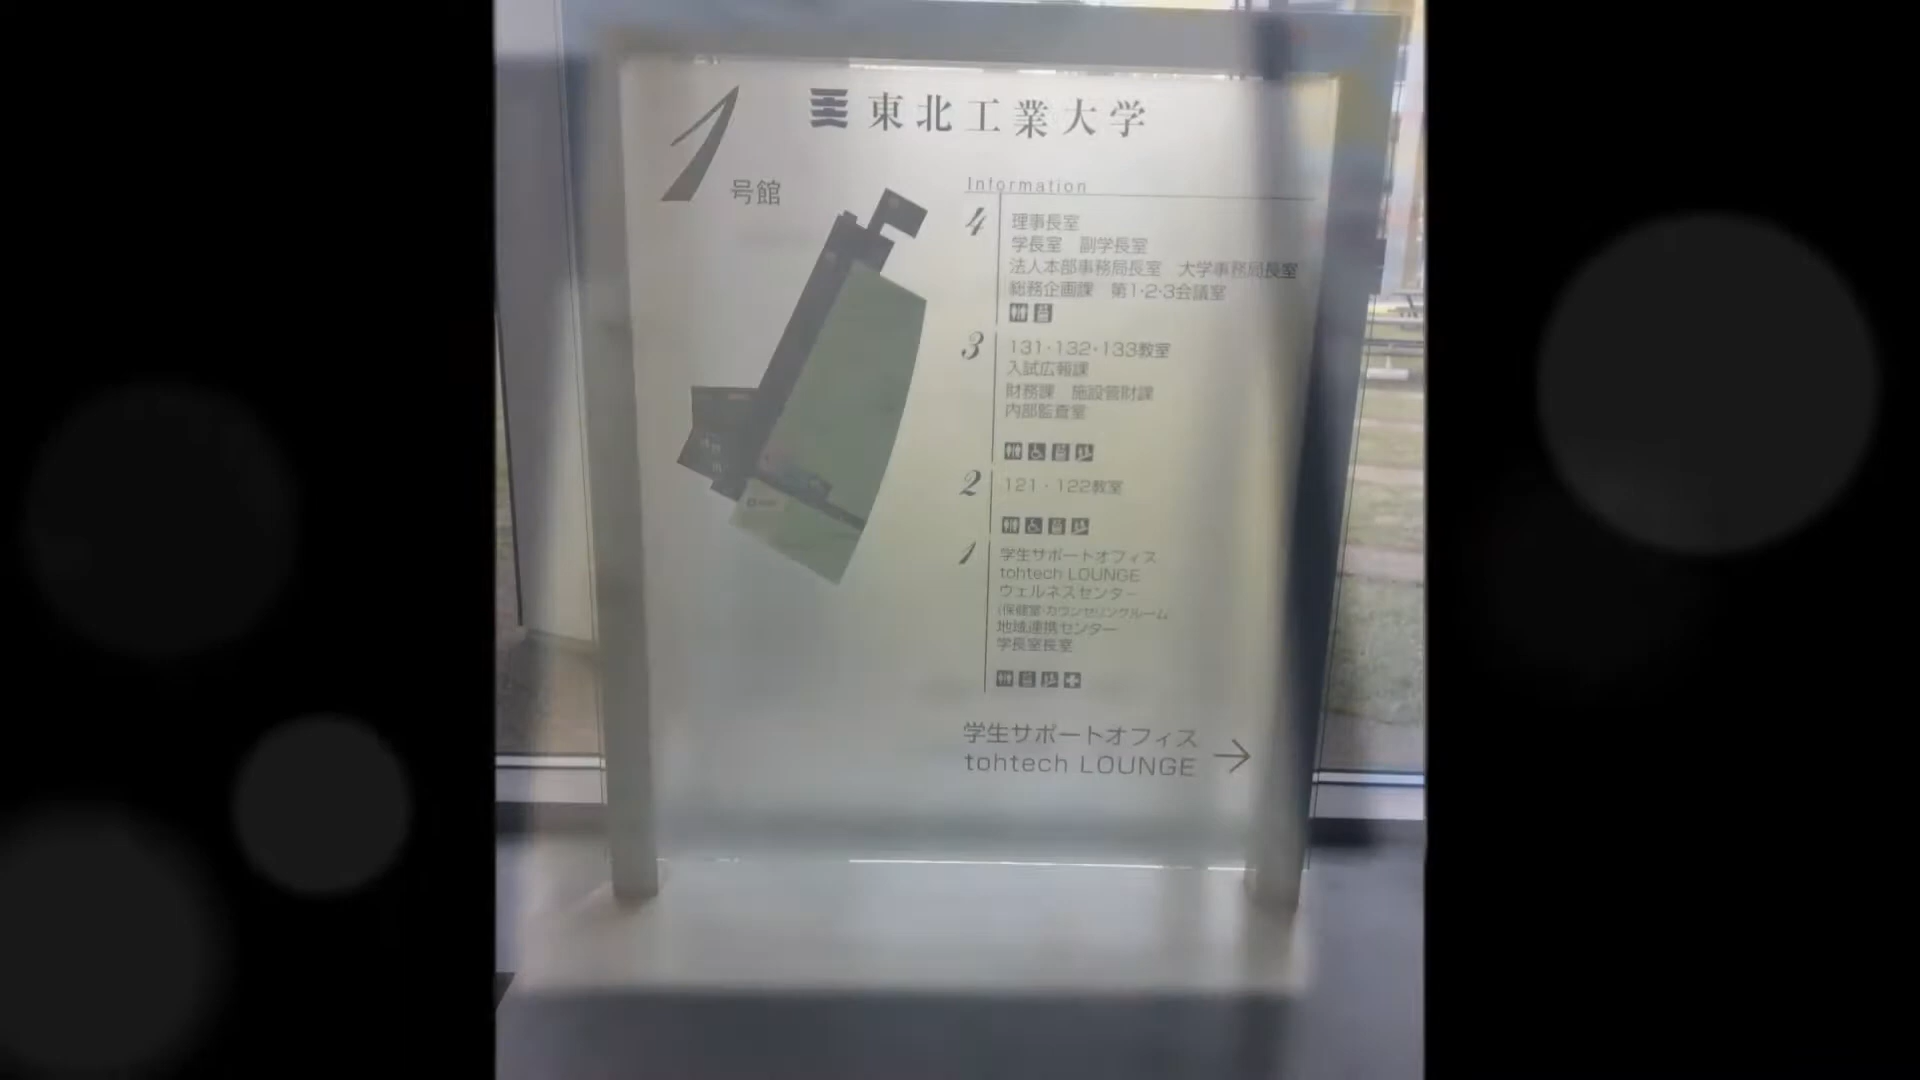 1号館
東北工業大学
Information
4
理事長室
学長室 副学長室
法人本部事務局長室 大学事務局長室
総務企画課 第1・2・3会議室
3
131・132・133教室
入試広報課
財務課 施設管財課
内部監査室
2
121・122教室
1
学生サポートオフィス
tohtech LOUNGE
ウェルネスセンター
(保健室・カウンセリングルーム
地域連携センター
学長室長室
学生サポートオフィス
tohtech LOUNGE →